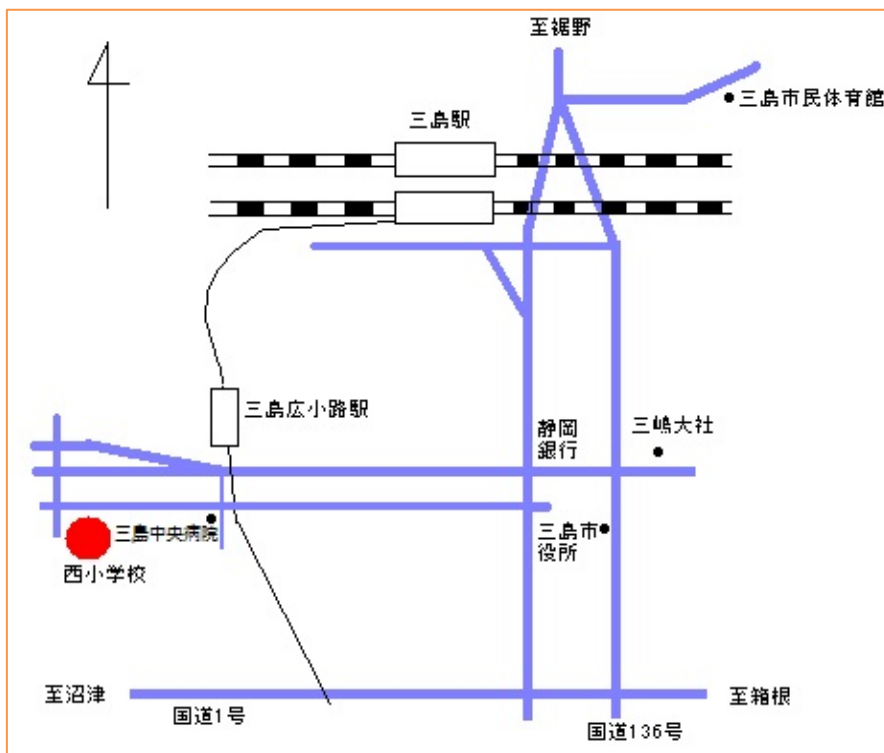 至裾野
三島市民体育館
三島駅
三島広小路駅
静岡
銀行
三嶋大社
三島中央病院
三島市
役所
西小学校
至沼津
至箱根
国道1号
国道136号